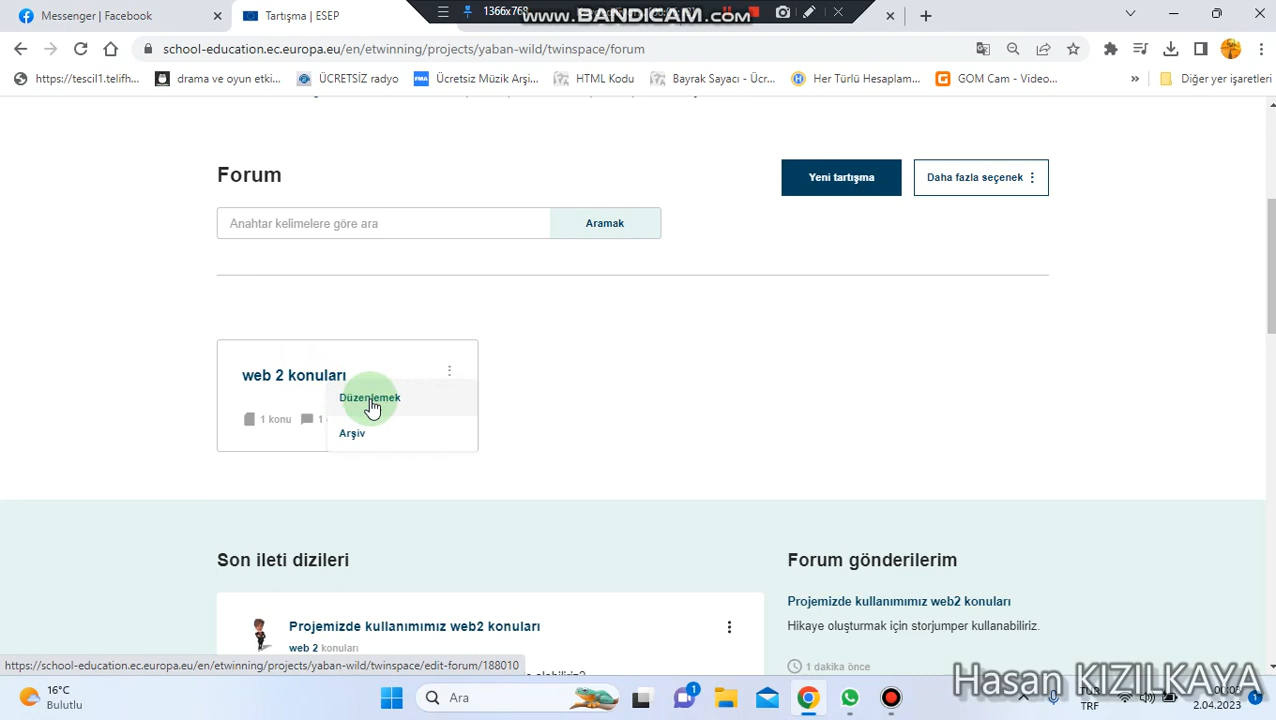 Messenger | Facebook
Tartışma | ESEP
1366x768
www.BANDICAM.com
school-education.ec.europa.eu/en/etwinning/projects/yaban-wild/twinspace/forum
https://tescil1.telifh...
drama ve oyun etki...
ÜCRETSİZ radyo
Ücretsiz Müzik Arşi...
HTML Kodu
Bayrak Sayacı - Ücr...
Her Türlü Hesaplam...
GOM Cam - Video...
»
Diğer yer işaretleri
Forum
Yeni tartışma
Daha fazla seçenek
Anahtar kelimelere göre ara
Aramak
web 2 konuları
Düzenlemek
1 konu
1
Arşiv
Son ileti dizileri
Forum gönderilerim
Projemizde kullanımımız web2 konuları
Hikaye oluşturmak için storjumper kullanabiliriz.
Projemizde kullanımımız web2 konuları
web 2 konuları
1 dakika önce
https://school-education.ec.europa.eu/en/etwinning/projects/yaban-wild/twinspace/edit-forum/188010
Hasan KIZILKAYA
16°C
Bulutlu
Ara
1
TUR
TRF
2.04.2023
1